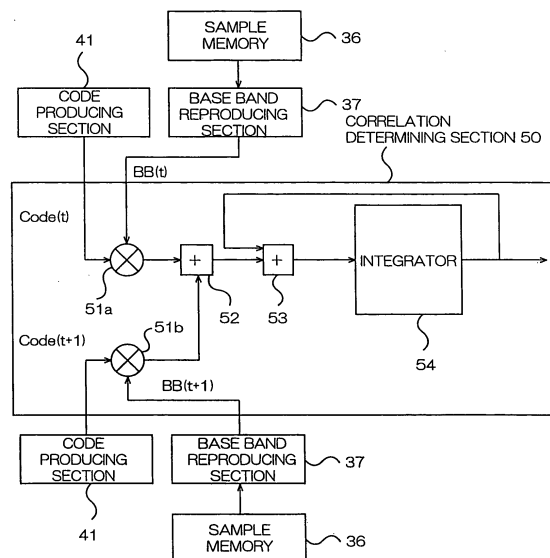 SAMPLE
MEMORY
36
41
CODE
PRODUCING
SECTION
BASE BAND
REPRODUCING
SECTION
37
CORRELATION
DETERMINING SECTION 50
BB(t)
Code(t)
51a
+
52
+
53
INTEGRATOR
54
51b
Code(t+1)
BB(t+1)
CODE
PRODUCING
SECTION
41
BASE BAND
REPRODUCING
SECTION
37
SAMPLE
MEMORY
36